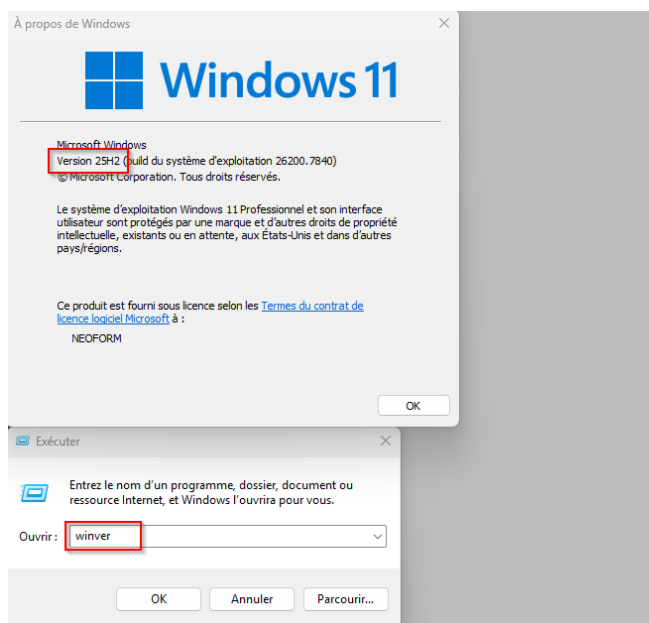 À propos de Windows
Windows 11
Microsoft Windows
Version 25H2 (build du système d'exploitation 26200.7840)
© Microsoft Corporation. Tous droits réservés.
Le système d'exploitation Windows 11 Professionnel et son interface
utilisateur sont protégés par une marque et d'autres droits de propriété
intellectuelle, existants ou en attente, aux États-Unis et dans d'autres
pays/régions.
Ce produit est fourni sous licence selon les Termes du contrat de
licence logiciel Microsoft à :
NEOFORM
OK
Exécuter
Entrez le nom d'un programme, dossier, document ou
ressource Internet, et Windows l'ouvrira pour vous.
Ouvrir : winver
OK Annuler Parcourir...